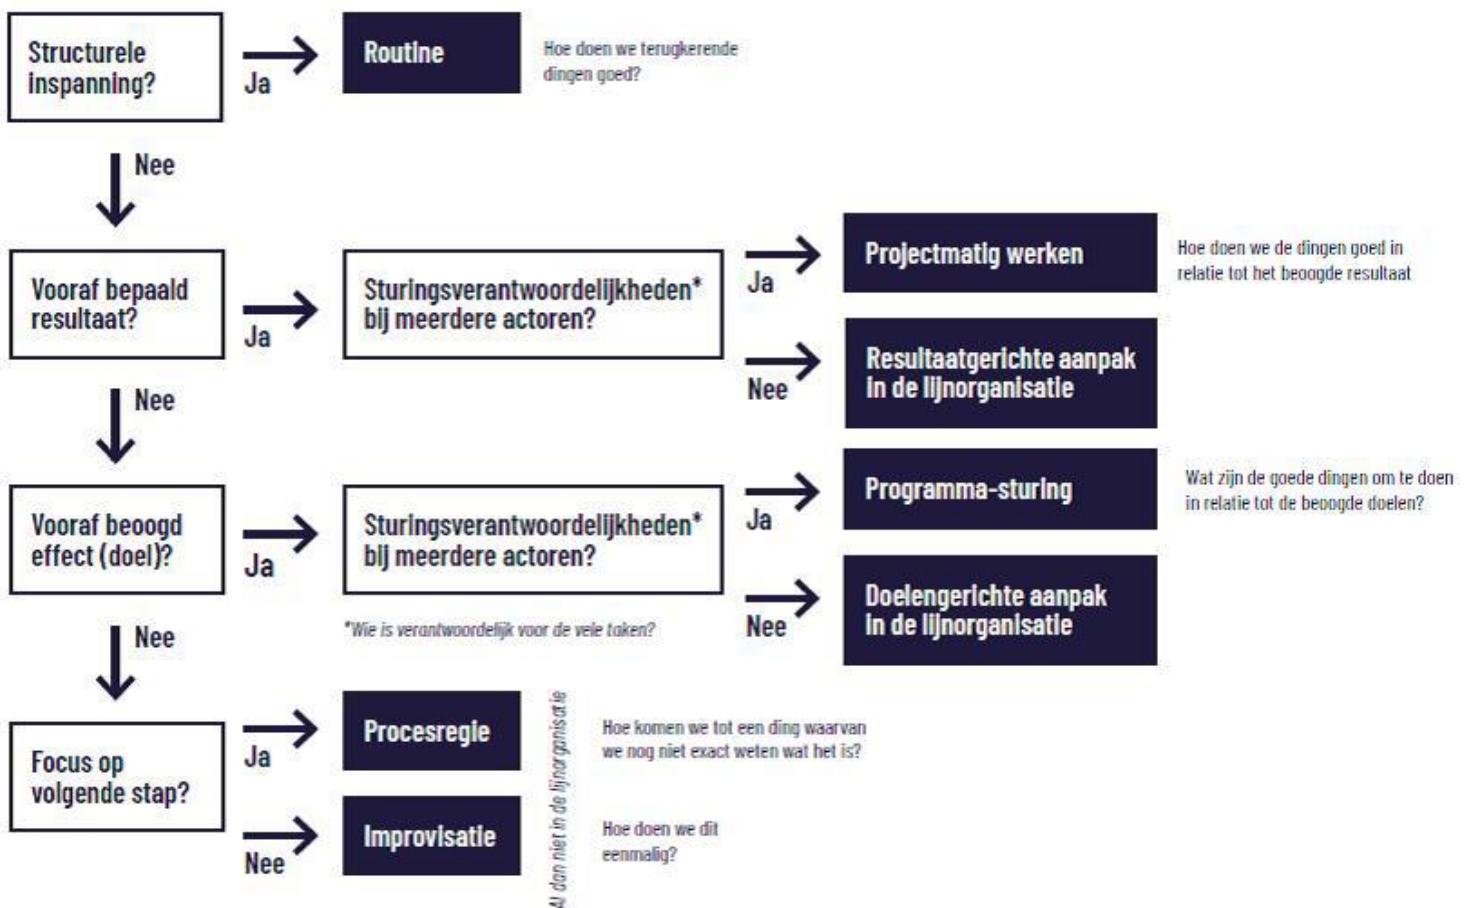 Structurele
inspanning?
Ja
Routine
Hoe doen we terugkerende
dingen goed?
Nee
Vooraf bepaald
resultaat?
Ja
Sturingsverantwoordelijkheden*
bij meerdere actoren?
Ja
Projectmatig werken
Hoe doen we de dingen goed in
relatie tot het beoogde resultaat
Nee
Resultaatgerichte aanpak
in de lijnorganisatie
Nee
Vooraf beoogd
effect (doel)?
Ja
Sturingsverantwoordelijkheden*
bij meerdere actoren?
Ja
Programma-sturing
Wat zijn de goede dingen om te doen
in relatie tot de beoogde doelen?
Nee
Doelengerichte aanpak
in de lijnorganisatie
*Wie is verantwoordelijk voor de vele taken?
Nee
Focus op
volgende stap?
Ja
Procesregie
Hoe komen we tot een ding waarvan
we nog niet exact weten wat het is?
Nee
Improvisatie
Hoe doen we dit
eenmalig?
Al dan niet in de lijnorganisatie